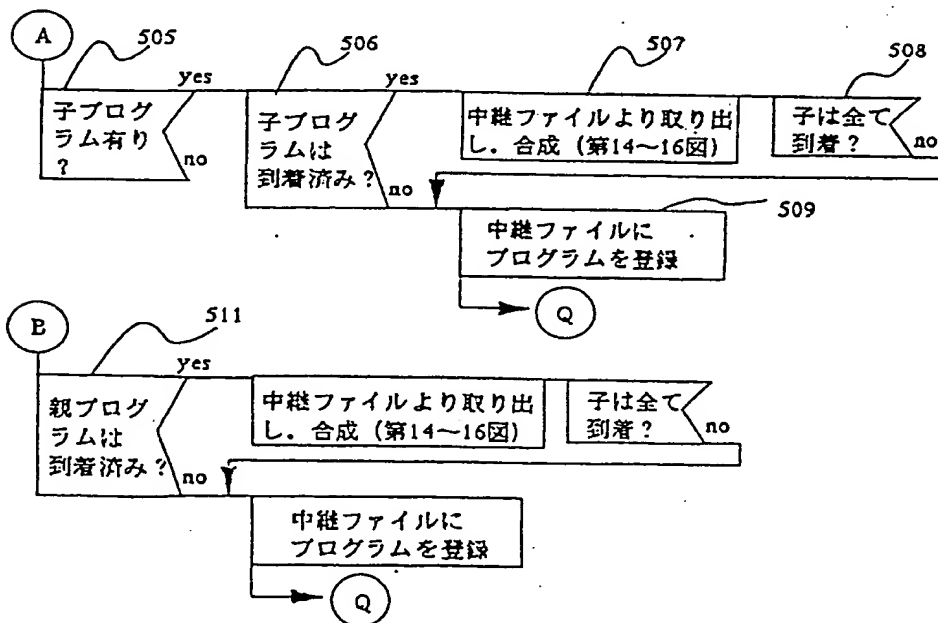 A
505
子プログ
ラム有り
?
yes
no
506
子プログ
ラムは
到着済み?
yes
no
507
中継ファイルより取り出
し.合成(第14~16図)
508
子は全て
到着?
no
509
中継ファイルに
プログラムを登録
Q
B
511
親プログ
ラムは
到着済み?
yes
no
中継ファイルより取り出
し.合成(第14~16図)
子は全て
到着?
no
中継ファイルに
プログラムを登録
Q